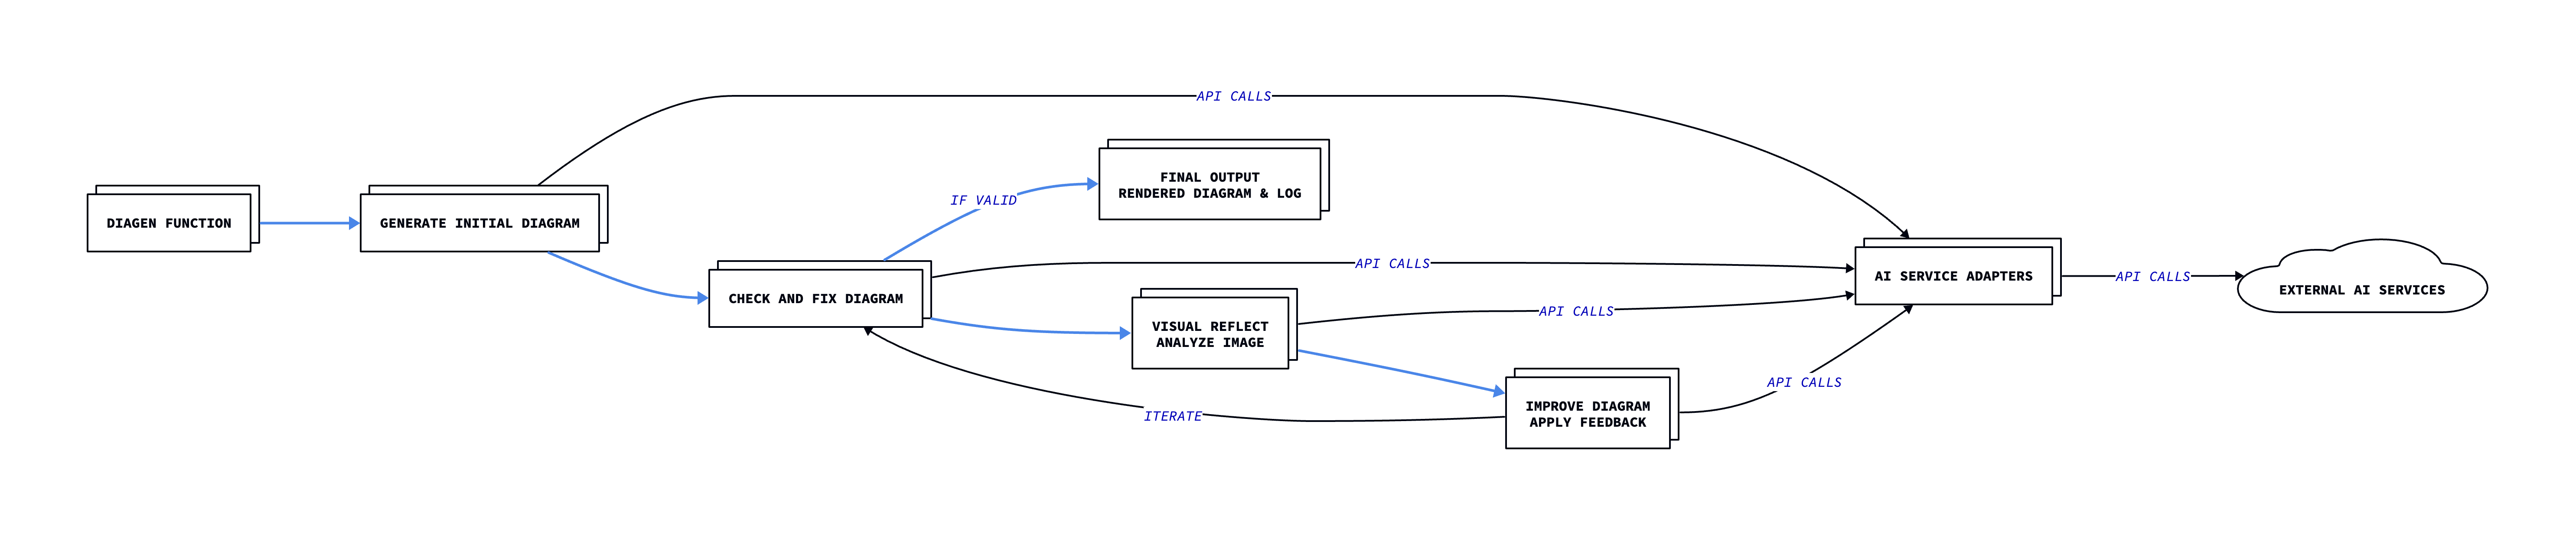 API CALLS
FINAL OUTPUT
RENDERED DIAGRAM & LOG
IF VALID
DIAGEN FUNCTION
GENERATE INITIAL DIAGRAM
API CALLS
AI SERVICE ADAPTERS
API CALLS
EXTERNAL AI SERVICES
CHECK AND FIX DIAGRAM
API CALLS
VISUAL REFLECT
ANALYZE IMAGE
API CALLS
IMPROVE DIAGRAM
APPLY FEEDBACK
ITERATE